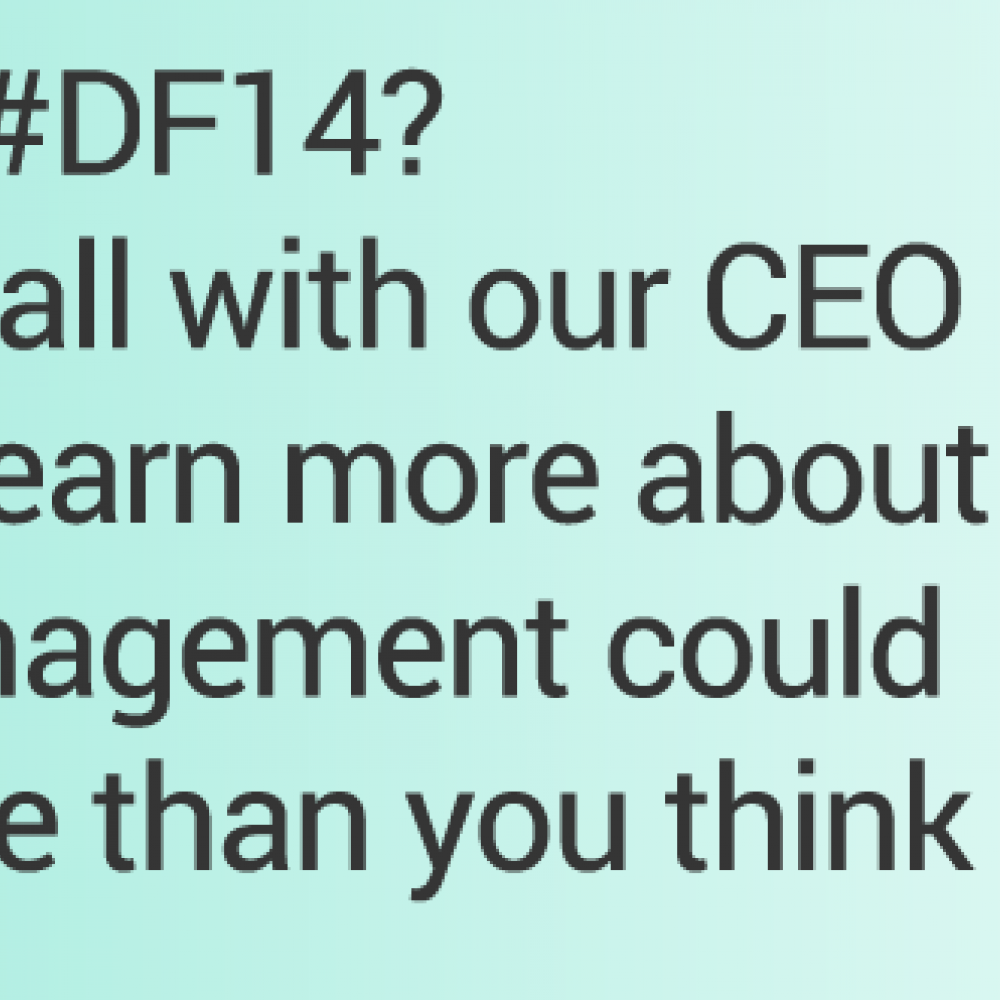 #DF14?
all with our CEO
earn more about
nagement could
e than you think